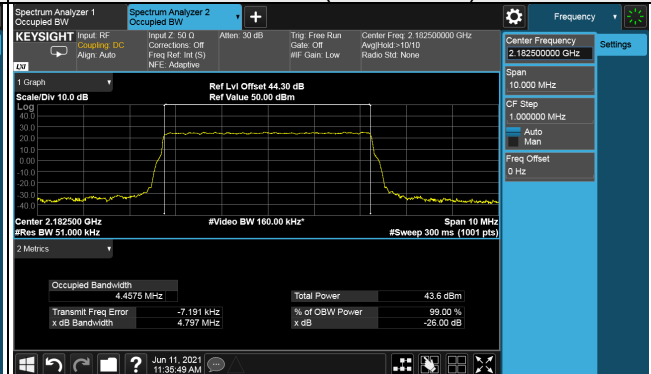 Spectrum Analyzer 1
Occupied BW
Spectrum Analyzer 2
Occupied BW
Frequency
KEYSIGHT
Input: RF
Coupling: DC
Align: Auto
Input Z: 50 Ω
Corrections: Off
Freq Ref: Int (S)
NFE: Adaptive
Atten: 30 dB
Trig: Free Run
Gate: Off
#IF Gain: Low
Center Freq: 2.182500000 GHz
Avg|Hold:>10/10
Radio Std: None
LXI
Center Frequency
2.182500000 GHz
Settings
Span
10.000 MHz
CF Step
1.000000 MHz
Auto
Man
Freq Offset
0 Hz
1 Graph
Scale/Div 10.0 dB
Ref Lvl Offset 44.30 dB
Ref Value 50.00 dBm
Log
40.0
30.0
20.0
10.0
0.00
-10.0
-20.0
-30.0
-40.0
Center 2.182500 GHz
#Res BW 51.000 kHz
#Video BW 160.00 kHz*
Span 10 MHz
#Sweep 300 ms (1001 pts)
2 Metrics
Occupied Bandwidth
4.4575 MHz
Total Power 43.6 dBm
Transmit Freq Error -7.191 kHz
% of OBW Power 99.00 %
x dB Bandwidth 4.797 MHz
x dB -26.00 dB
?
Jun 11, 2021
11:35:49 AM